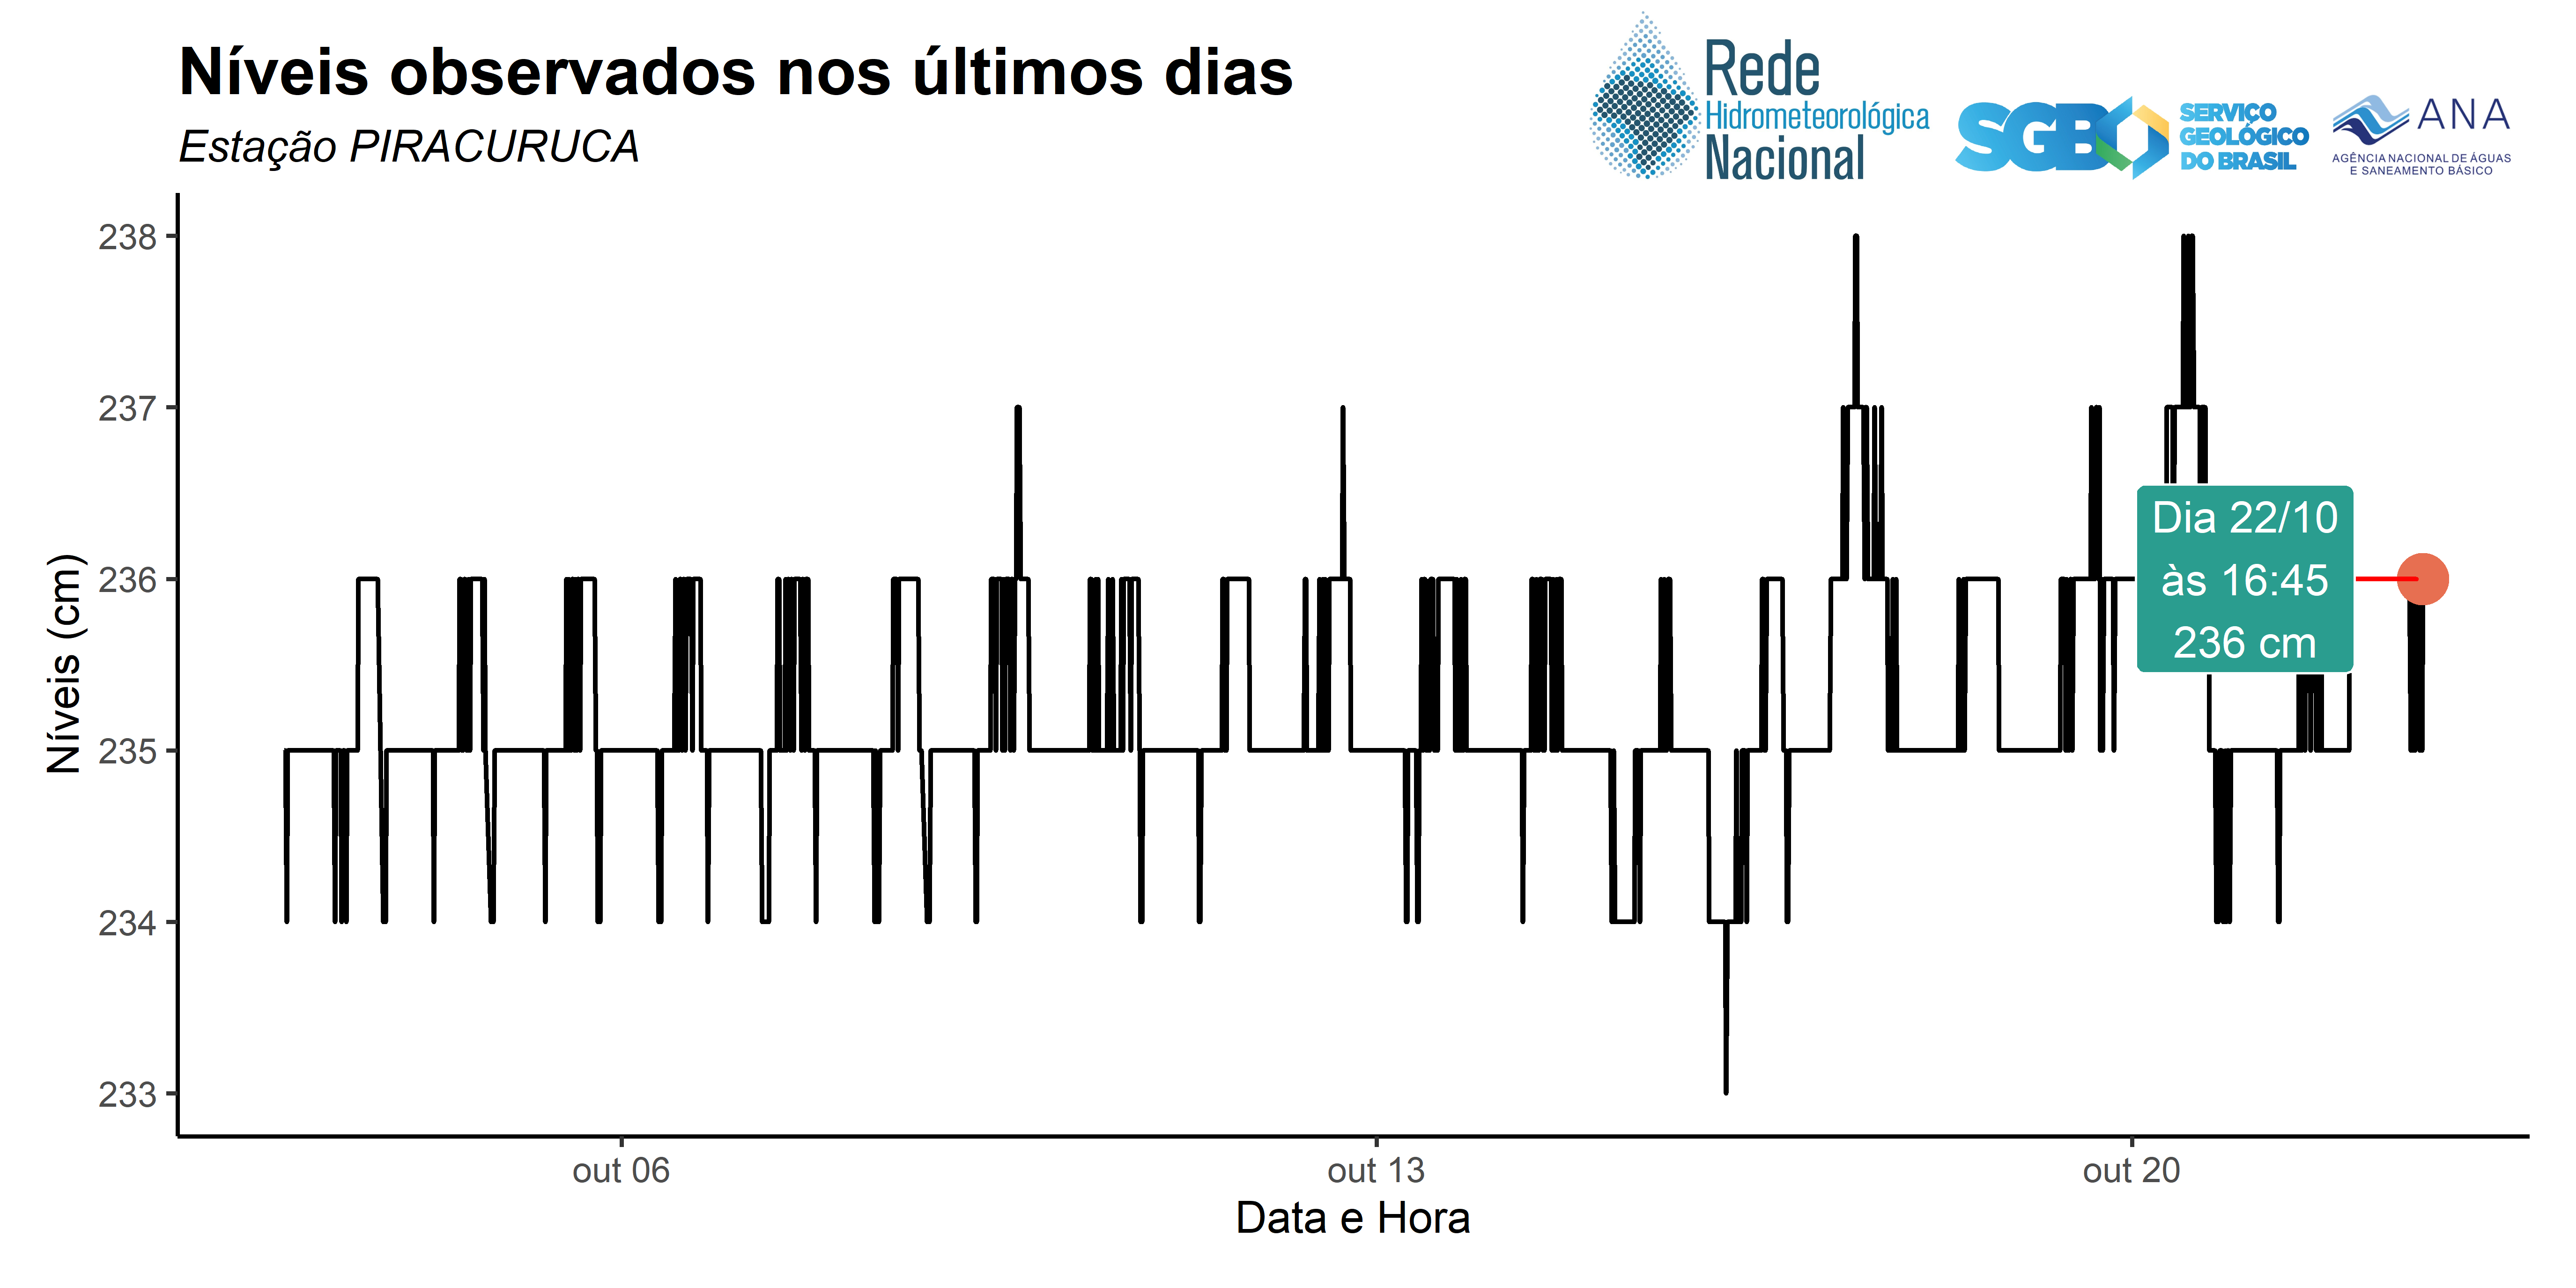 Níveis observados nos últimos dias
Estação PIRACURUCA
Rede
Hidrometeorológica
Nacional
SGB
SERVIÇO
GEOLÓGICO
DO BRASIL
ANA
AGÊNCIA NACIONAL DE ÁGUAS
E SANEAMENTO BÁSICO
Níveis (cm)
238
237
236
235
234
233
Dia 22/10
às 16:45
236 cm
out 06
out 13
out 20
Data e Hora